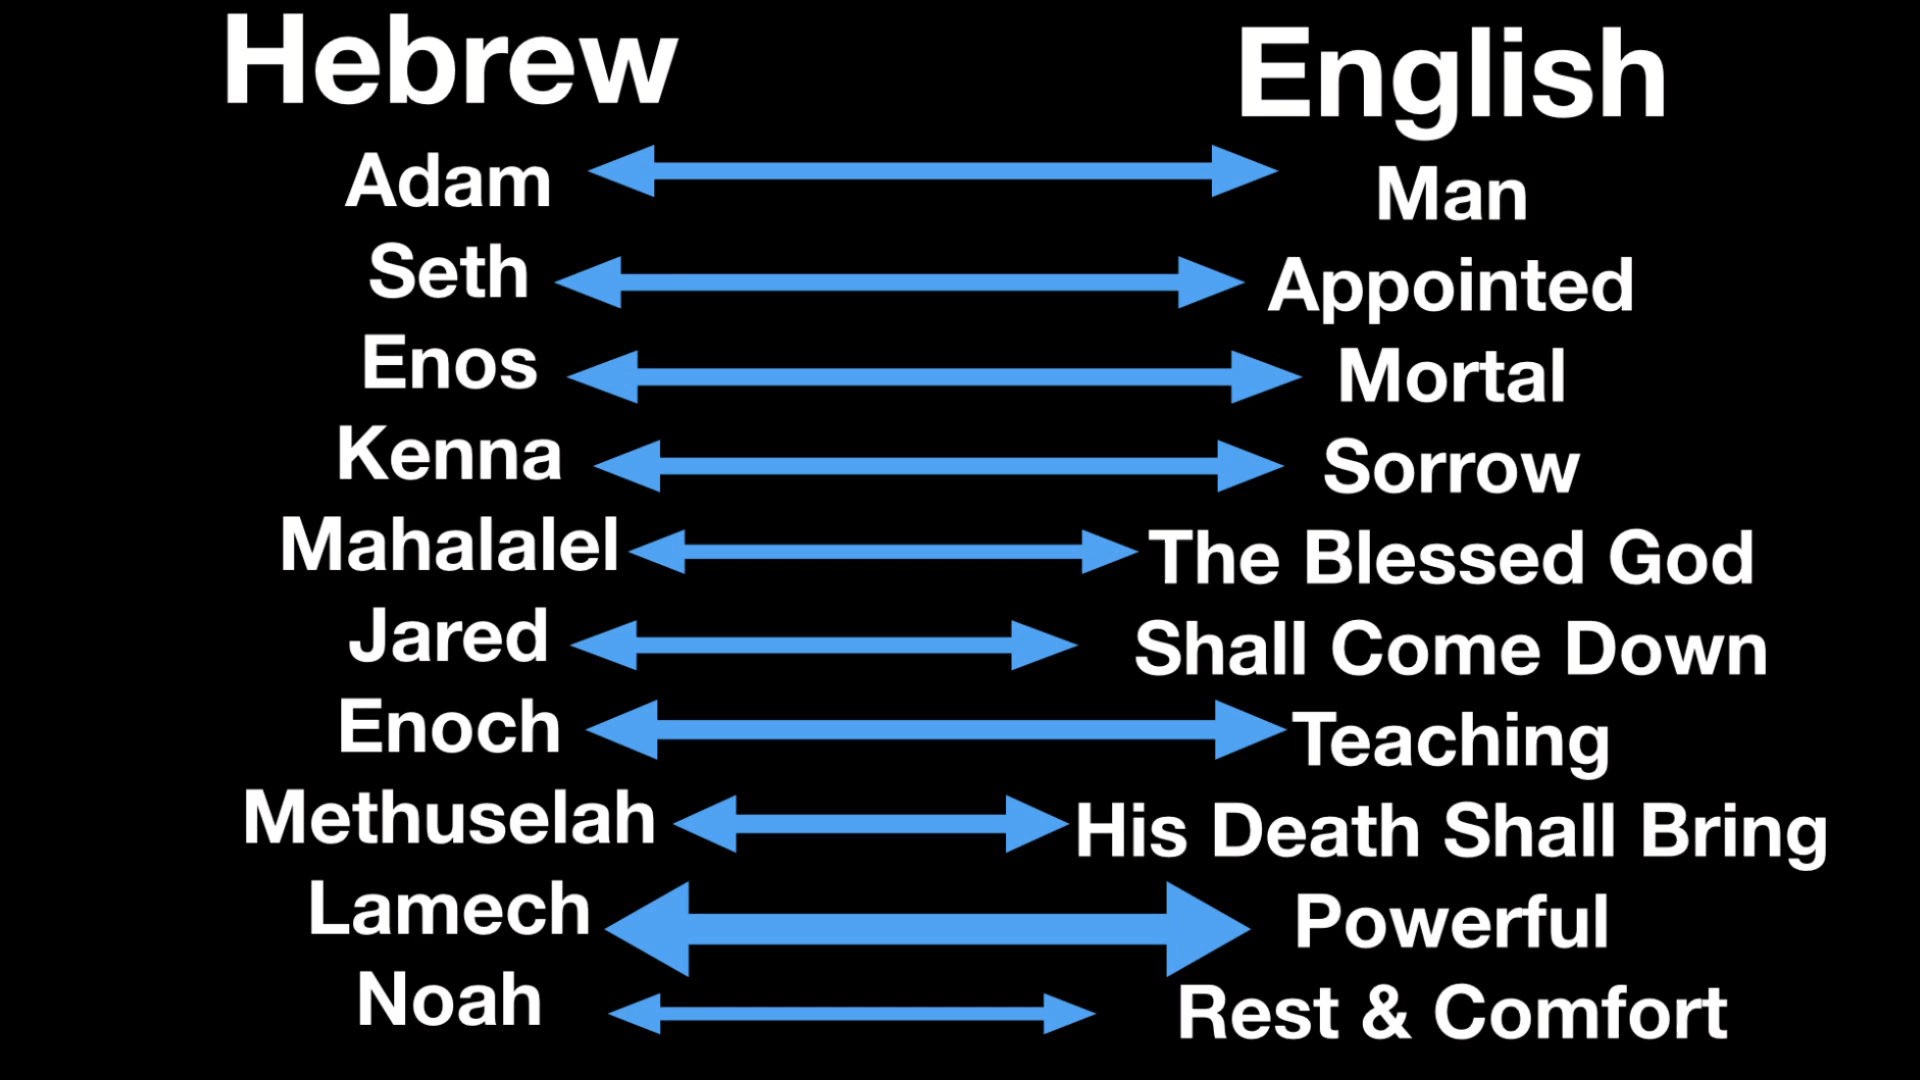 Hebrew English
Adam Man
Seth Appointed
Enos Mortal
Kenna Sorrow
Mahalalel The Blessed God
Jared Shall Come Down
Enoch Teaching
Methuselah His Death Shall Bring
Lamech Powerful
Noah Rest & Comfort